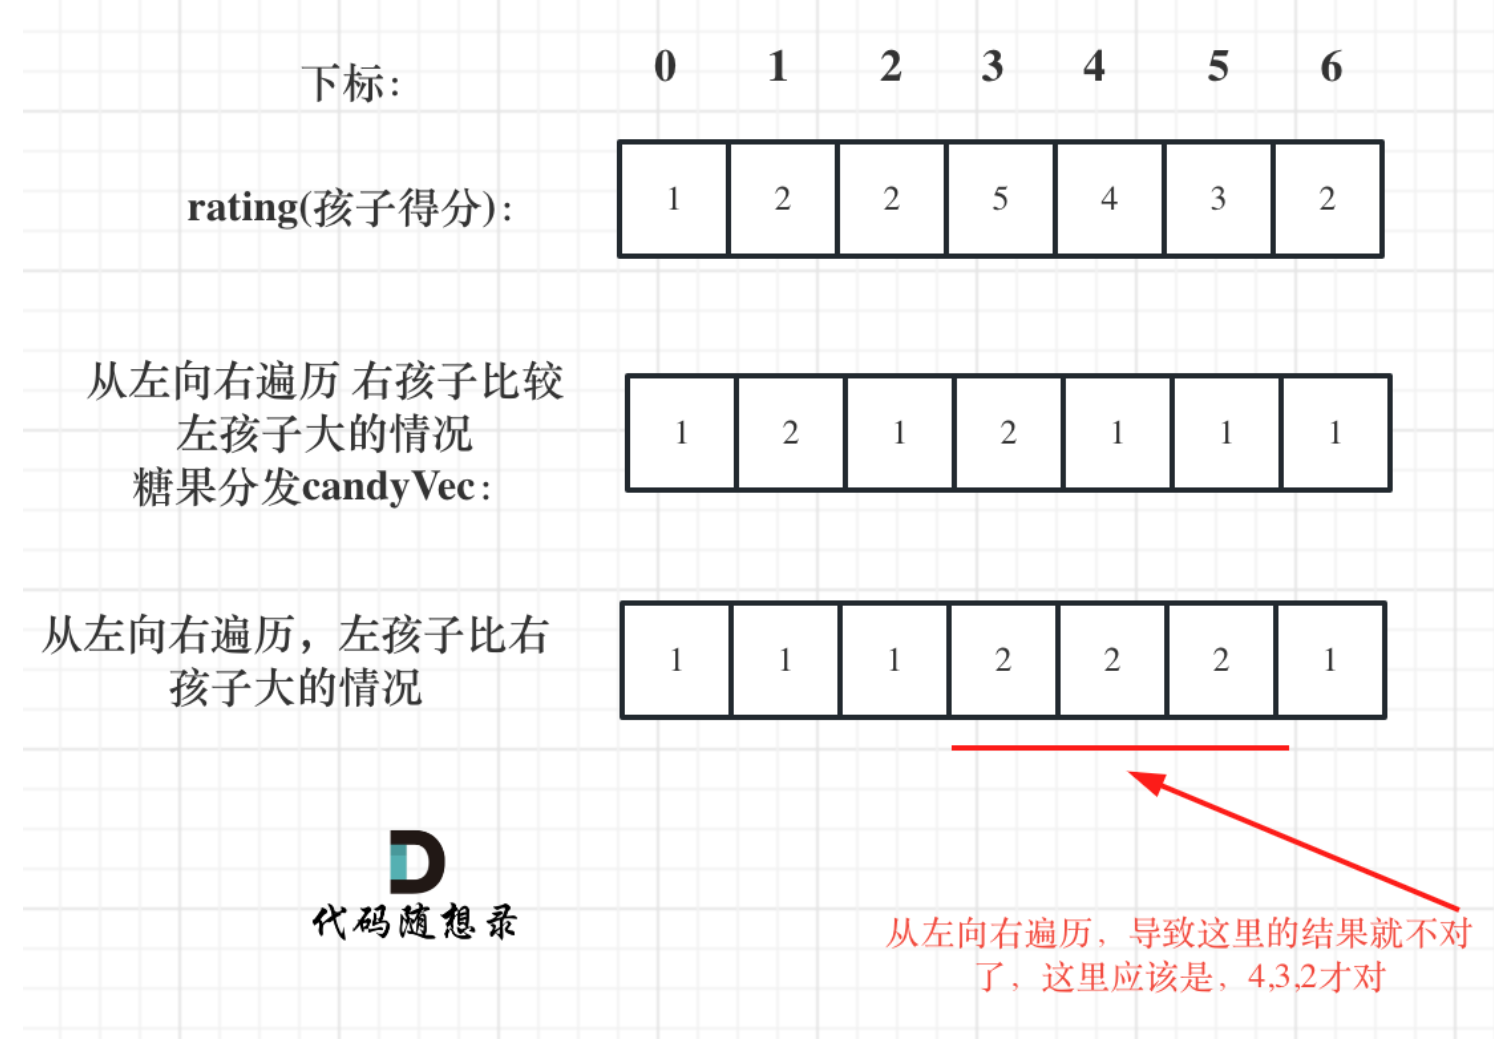 下标： 0 1 2 3 4 5 6
rating(孩子得分)： 1 2 2 5 4 3 2
从左向右遍历 右孩子比较
左孩子大的情况
糖果分发candyVec：
1 2 1 2 1 1 1
从左向右遍历，左孩子比右
孩子大的情况
1 1 1 2 2 2 1
代码随想录
从左向右遍历，导致这里的结果就不对
了，这里应该是，4,3,2才对